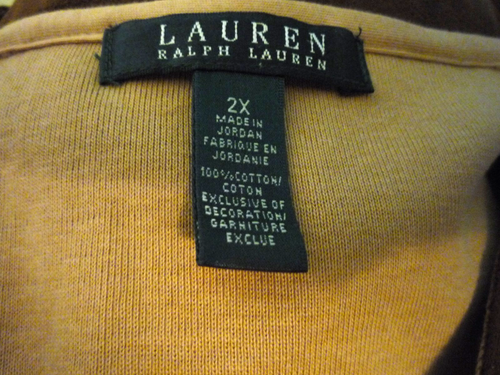 LAUREN
RALPH LAUREN
2X
MADE IN
JORDAN
FABRIQUE EN
JORDANIE
100% COTTON/
COTON
EXCLUSIVE OF
DECORATION/
GARNITURE
EXCLUE